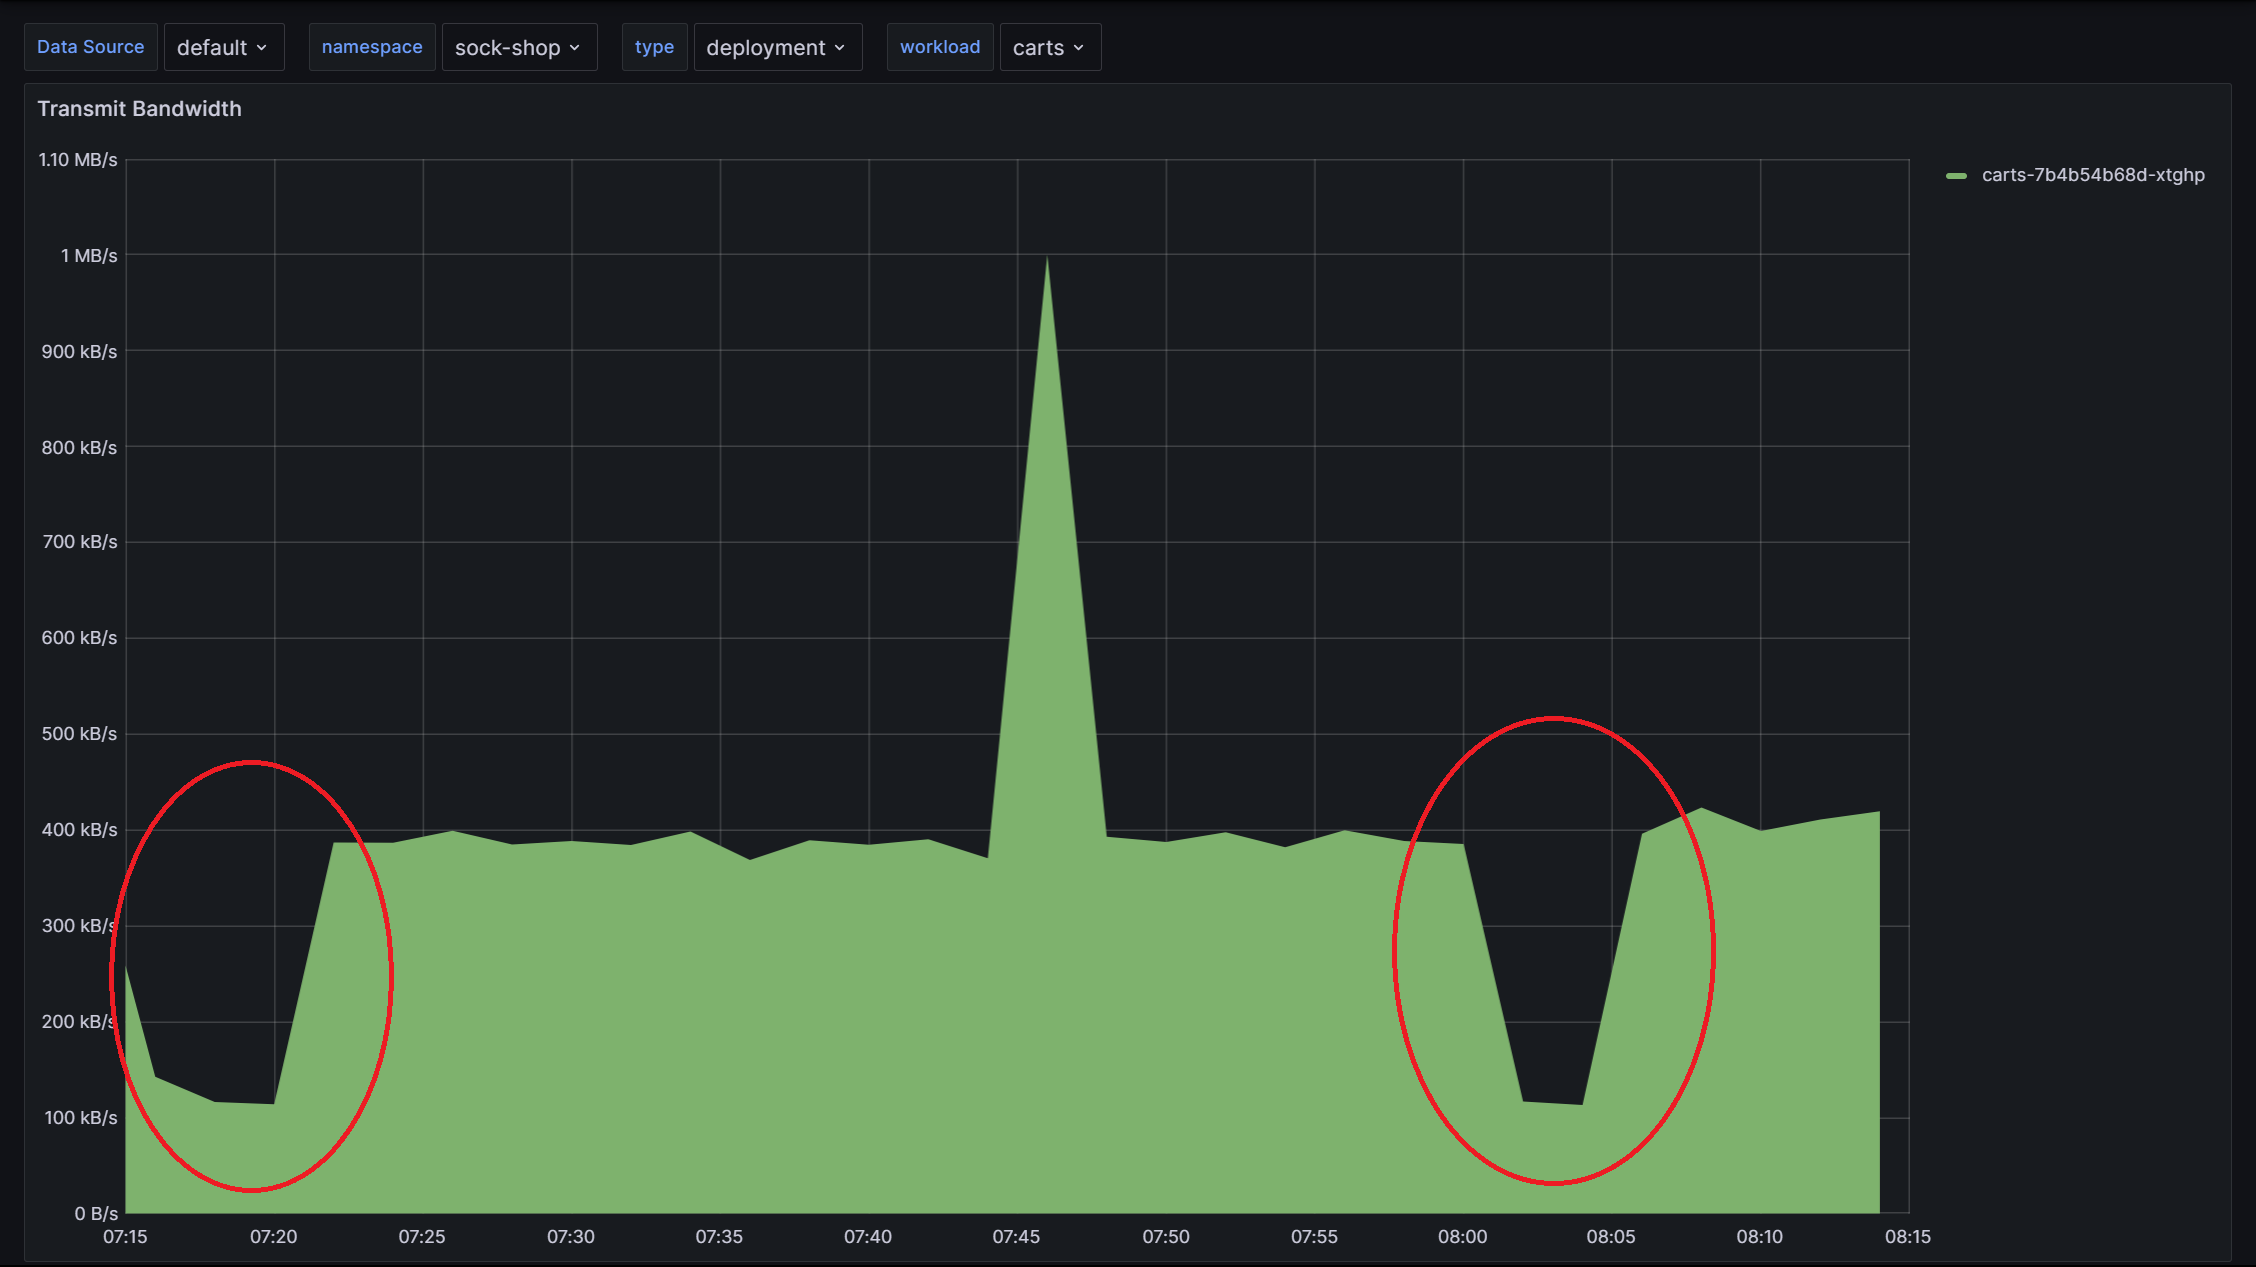 Data Source default namespace sock-shop type deployment workload carts
Transmit Bandwidth
1.10 MB/s
carts-7b4b54b68d-xtghp
1 MB/s
900 kB/s
800 kB/s
700 kB/s
600 kB/s
500 kB/s
400 kB/s
300 kB/s
200 kB/s
100 kB/s
0 B/s
07:15 07:20 07:25 07:30 07:35 07:40 07:45 07:50 07:55 08:00 08:05 08:10 08:15